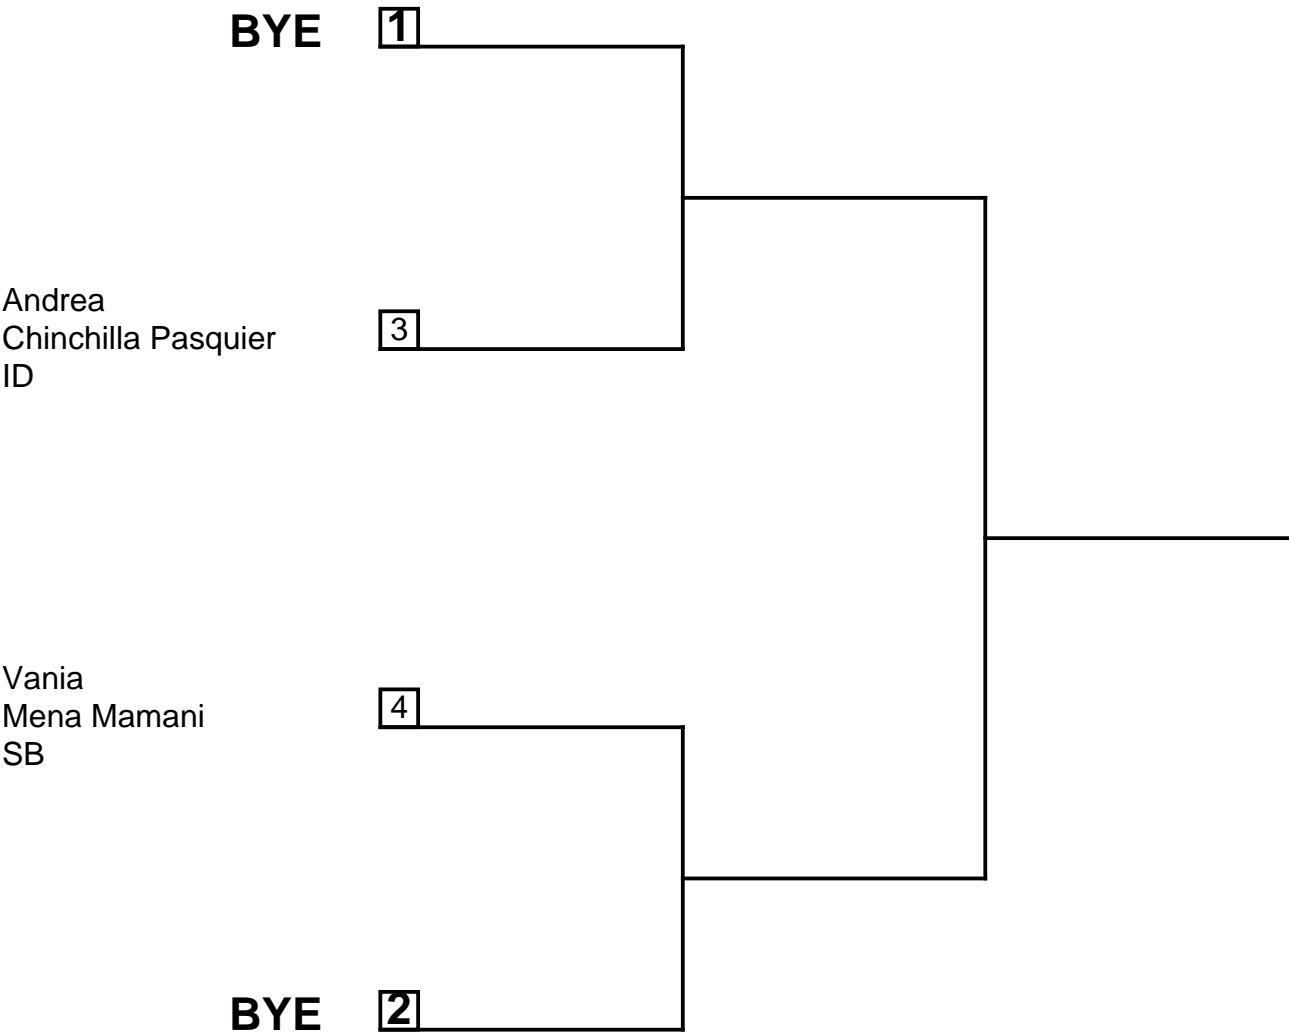 BYE 1
Andrea
Chinchilla Pasquier
ID
3
Vania
Mena Mamani
SB
4
BYE 2